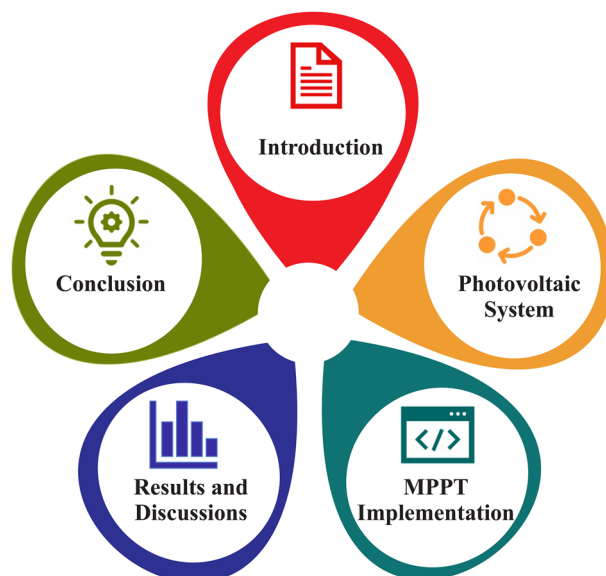 Introduction
Photovoltaic
System
MPPT
Implementation
Results and
Discussions
Conclusion